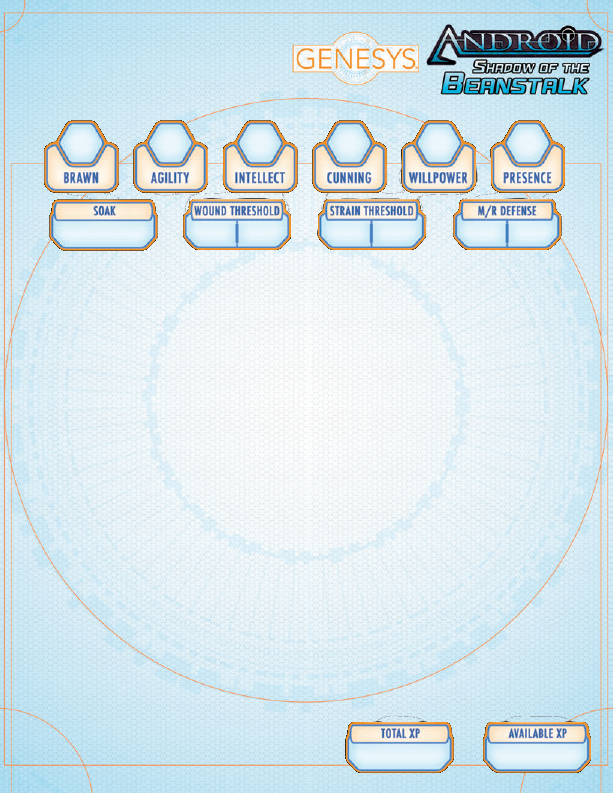 GENESYS
ANDROID
SHADOW OF THE
BEANSTALK
BRAWN AGILITY INTELLECT CUNNING WILLPOWER PRESENCE
SOAK WOUND THRESHOLD STRAIN THRESHOLD M/R DEFENSE
TOTAL XP AVAILABLE XP